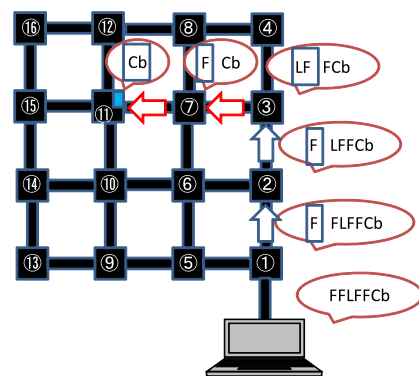 ⑯ ⑫ ⑧ ④
Cb F Cb LF FCb
⑮ ⑪ ⑦ ③
F LFFCb
⑭ ⑩ ⑥ ②
F FLFFCb
⑬ ⑨ ⑤ ①
FFLFFCb